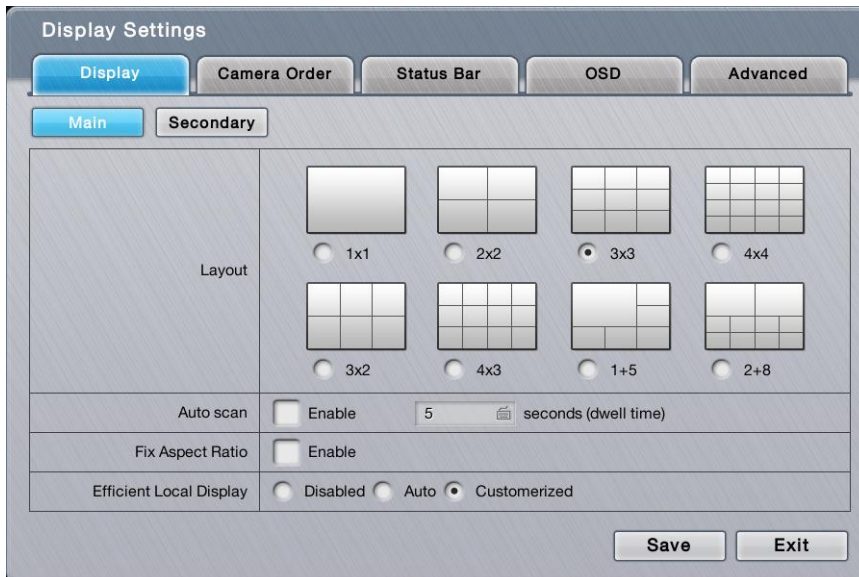 Display Settings
Display Camera Order Status Bar OSD Advanced
Main Secondary
Layout
1x1 2x2 3x3 4x4
3x2 4x3 1+5 2+8
Auto scan Enable 5 seconds (dwell time)
Fix Aspect Ratio Enable
Efficient Local Display Disabled Auto Customerized
Save Exit